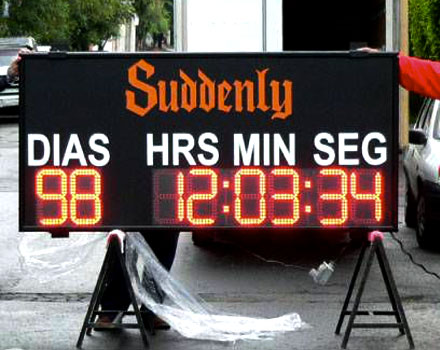 Suddenly
DIAS HRS MIN SEG
98 12:03:34